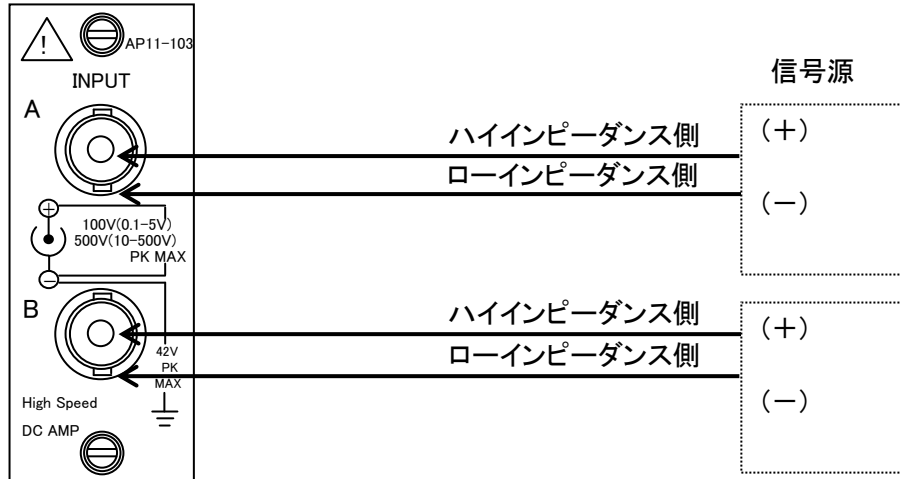 !
AP11-103
INPUT
A
100V(0.1-5V)
500V(10-500V)
PK MAX
B
42V
PK
MAX
High Speed
DC AMP
信号源
ハイインピーダンス側
(+)
ローインピーダンス側
(-)
ハイインピーダンス側
(+)
ローインピーダンス側
(-)